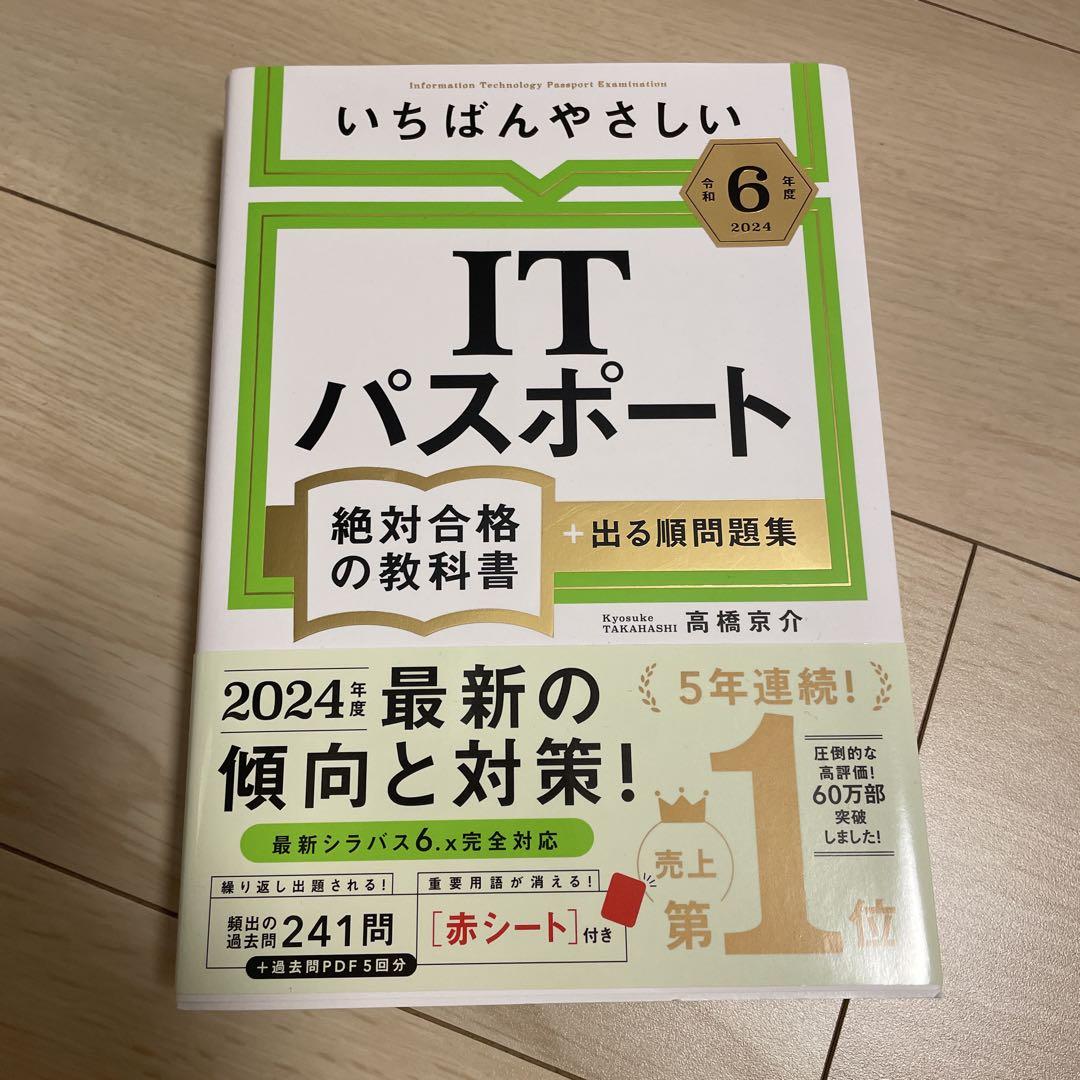 Information Technology Passport Examination
いちばんやさしい
令和
6
年度
2024
IT
パスポート
絶対合格
の教科書
+出る順問題集
Kyosuke
TAKAHASHI
高橋京介
2024年度
最新の
傾向と対策!
最新シラバス6.x完全対応
繰り返し出題される!
頻出の
過去問
241問
+過去問PDF5回分
重要用語が消える!
[赤シート]付き
5年連続!
売上
第1位
圧倒的な
高評価!
60万部
突破
しました!